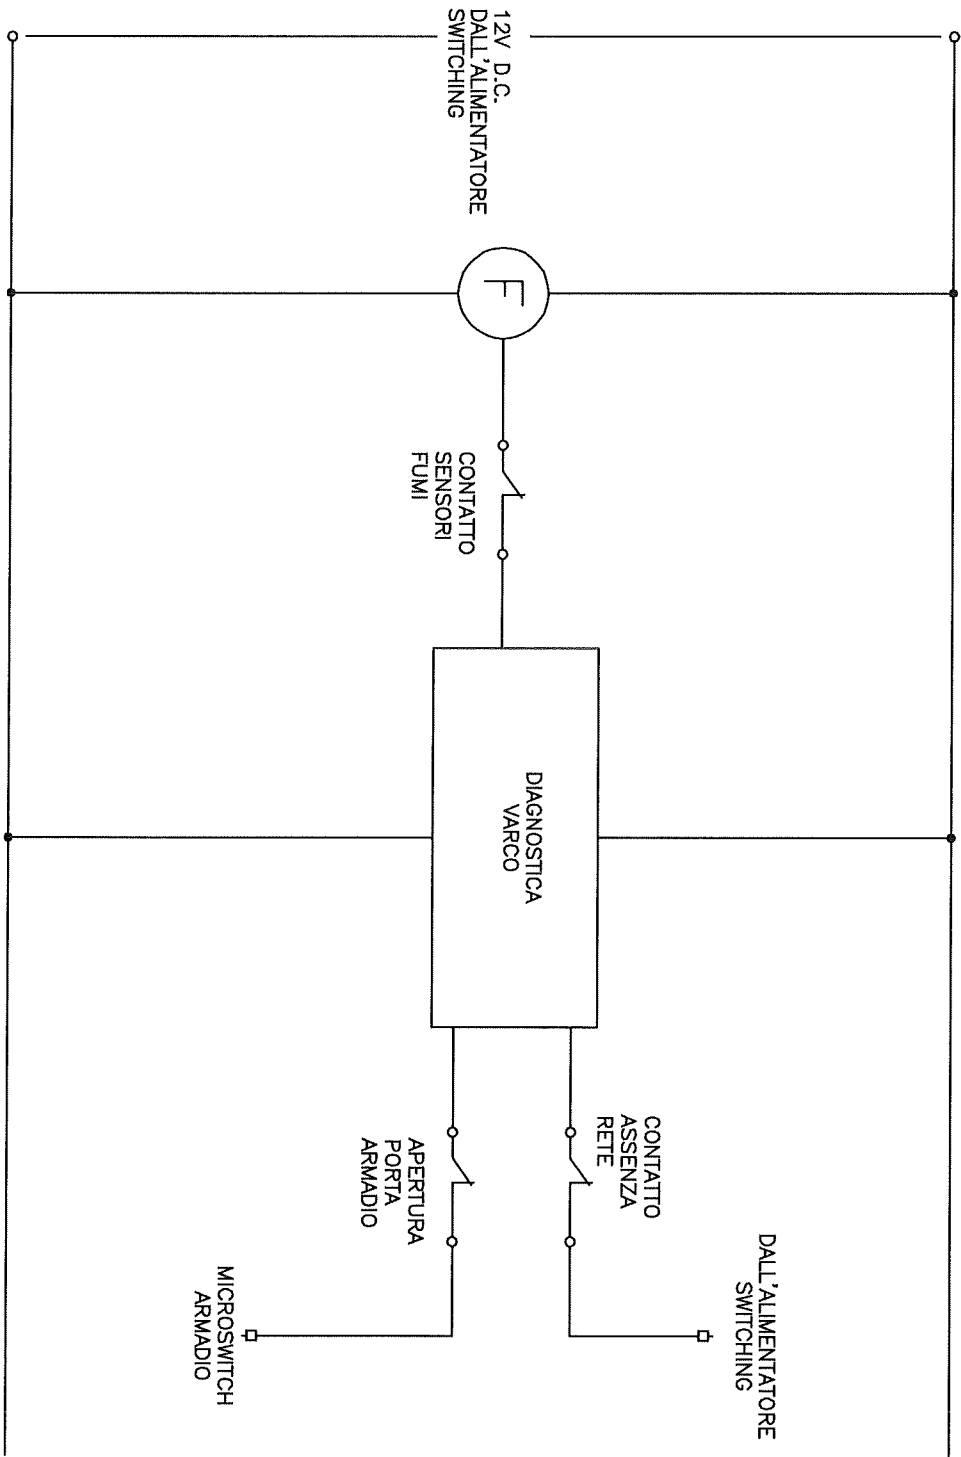 12V D.C.
DALL'ALIMENTATORE
SWITCHING
F
CONTATTO
SENSORI
FUMI
DIAGNOSTICA
VARCO
CONTATTO
ASSENZA
RETE
APERTURA
PORTA
ARMADIO
DALL'ALIMENTATORE
SWITCHING
MICROSWITCH
ARMADIO